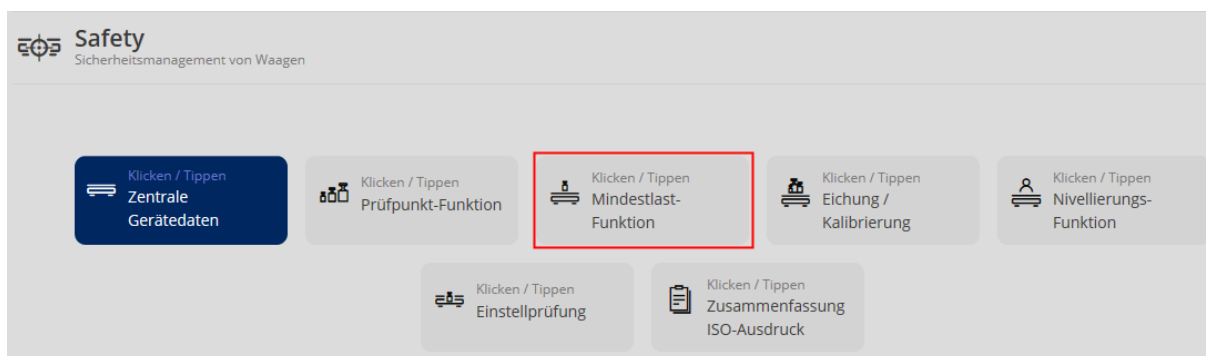 Safety
Sicherheitsmanagement von Waagen
Klicken / Tippen
Zentrale
Gerätedaten
Klicken / Tippen
Prüfpunkt-Funktion
Klicken / Tippen
Mindestlast-
Funktion
Klicken / Tippen
Eichung /
Kalibrierung
Klicken / Tippen
Nivellierungs-
Funktion
Klicken / Tippen
Einstellprüfung
Klicken / Tippen
Zusammenfassung
ISO-Ausdruck